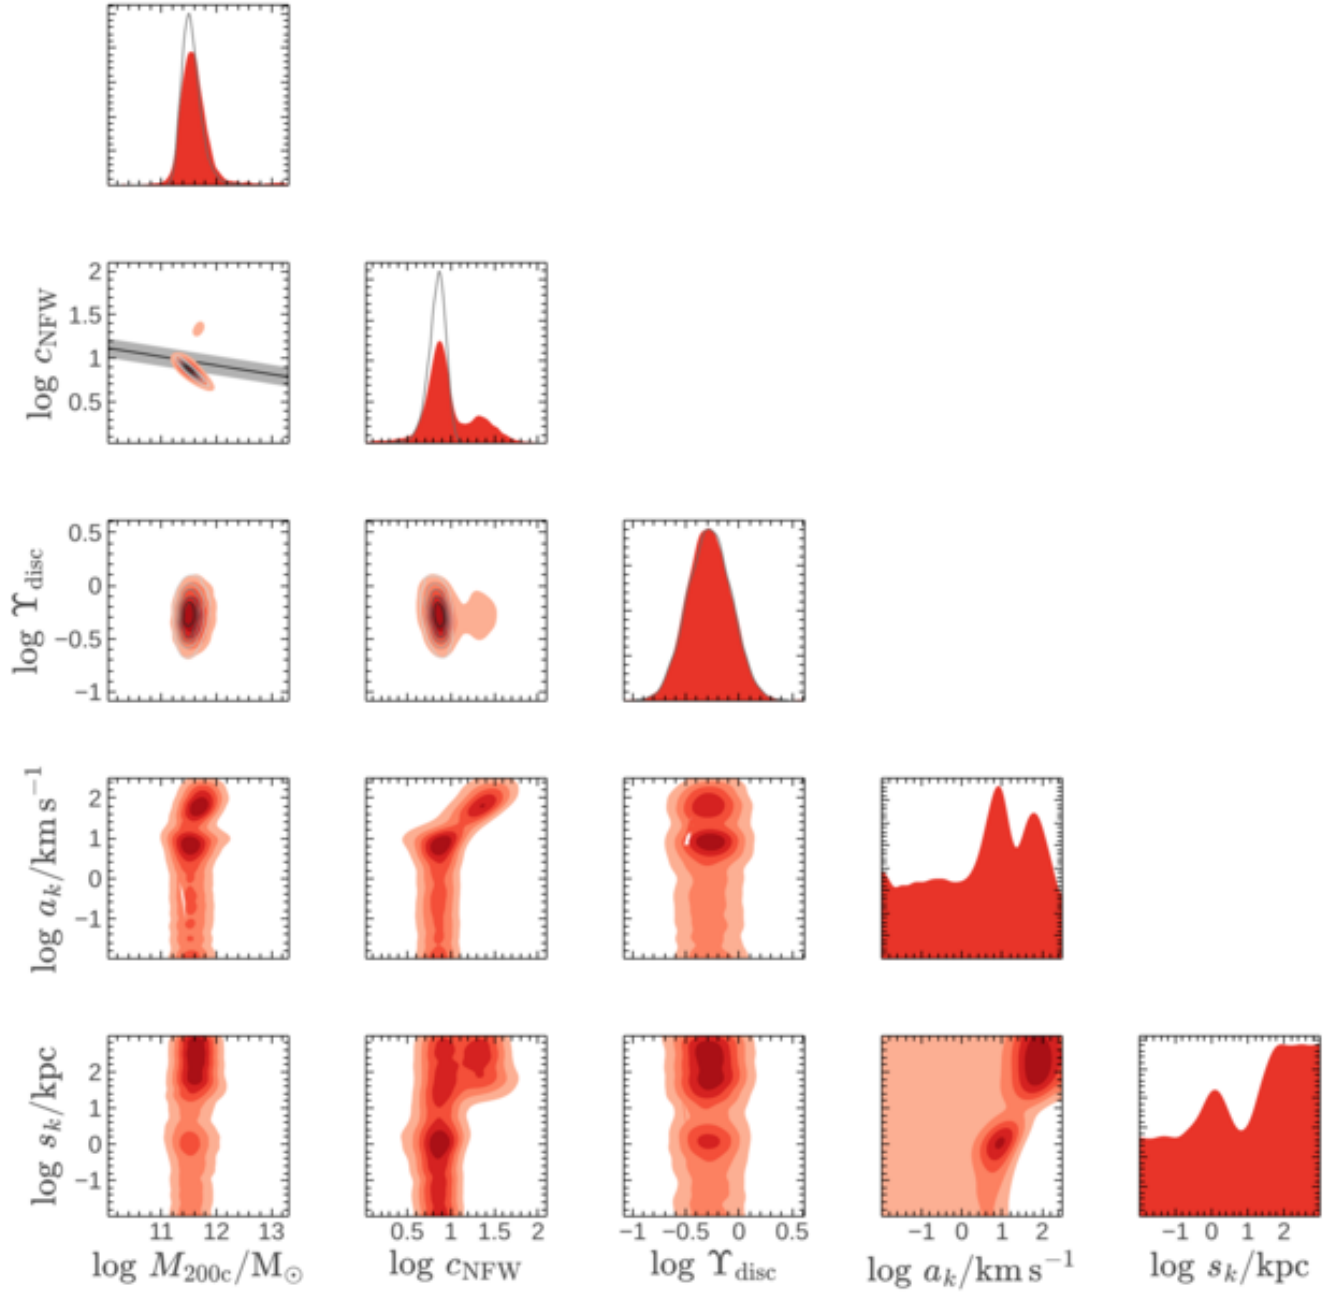 log c_NFW
2
1.5
1
0.5
log ϒ_disc
0.5
0
−0.5
−1
log a_k/km s⁻¹
2
1
0
−1
log s_k/kpc
2
1
0
−1
11 12 13
0.5 1 1.5 2
−1 −0.5 0 0.5
−1 0 1 2
−1 0 1 2
log M_200c/M_⊙
log c_NFW
log ϒ_disc
log a_k/km s⁻¹
log s_k/kpc